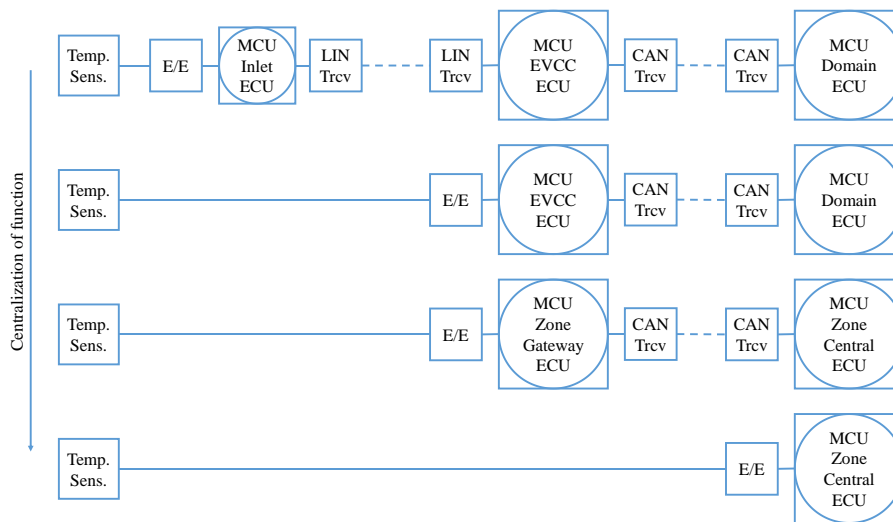 Centralization of function
Temp.
Sens.
E/E
MCU
Inlet
ECU
LIN
Trcv
LIN
Trcv
MCU
EVCC
ECU
CAN
Trcv
CAN
Trcv
MCU
Domain
ECU
Temp.
Sens.
E/E
MCU
EVCC
ECU
CAN
Trcv
CAN
Trcv
MCU
Domain
ECU
Temp.
Sens.
E/E
MCU
Zone
Gateway
ECU
CAN
Trcv
CAN
Trcv
MCU
Zone
Central
ECU
Temp.
Sens.
E/E
MCU
Zone
Central
ECU